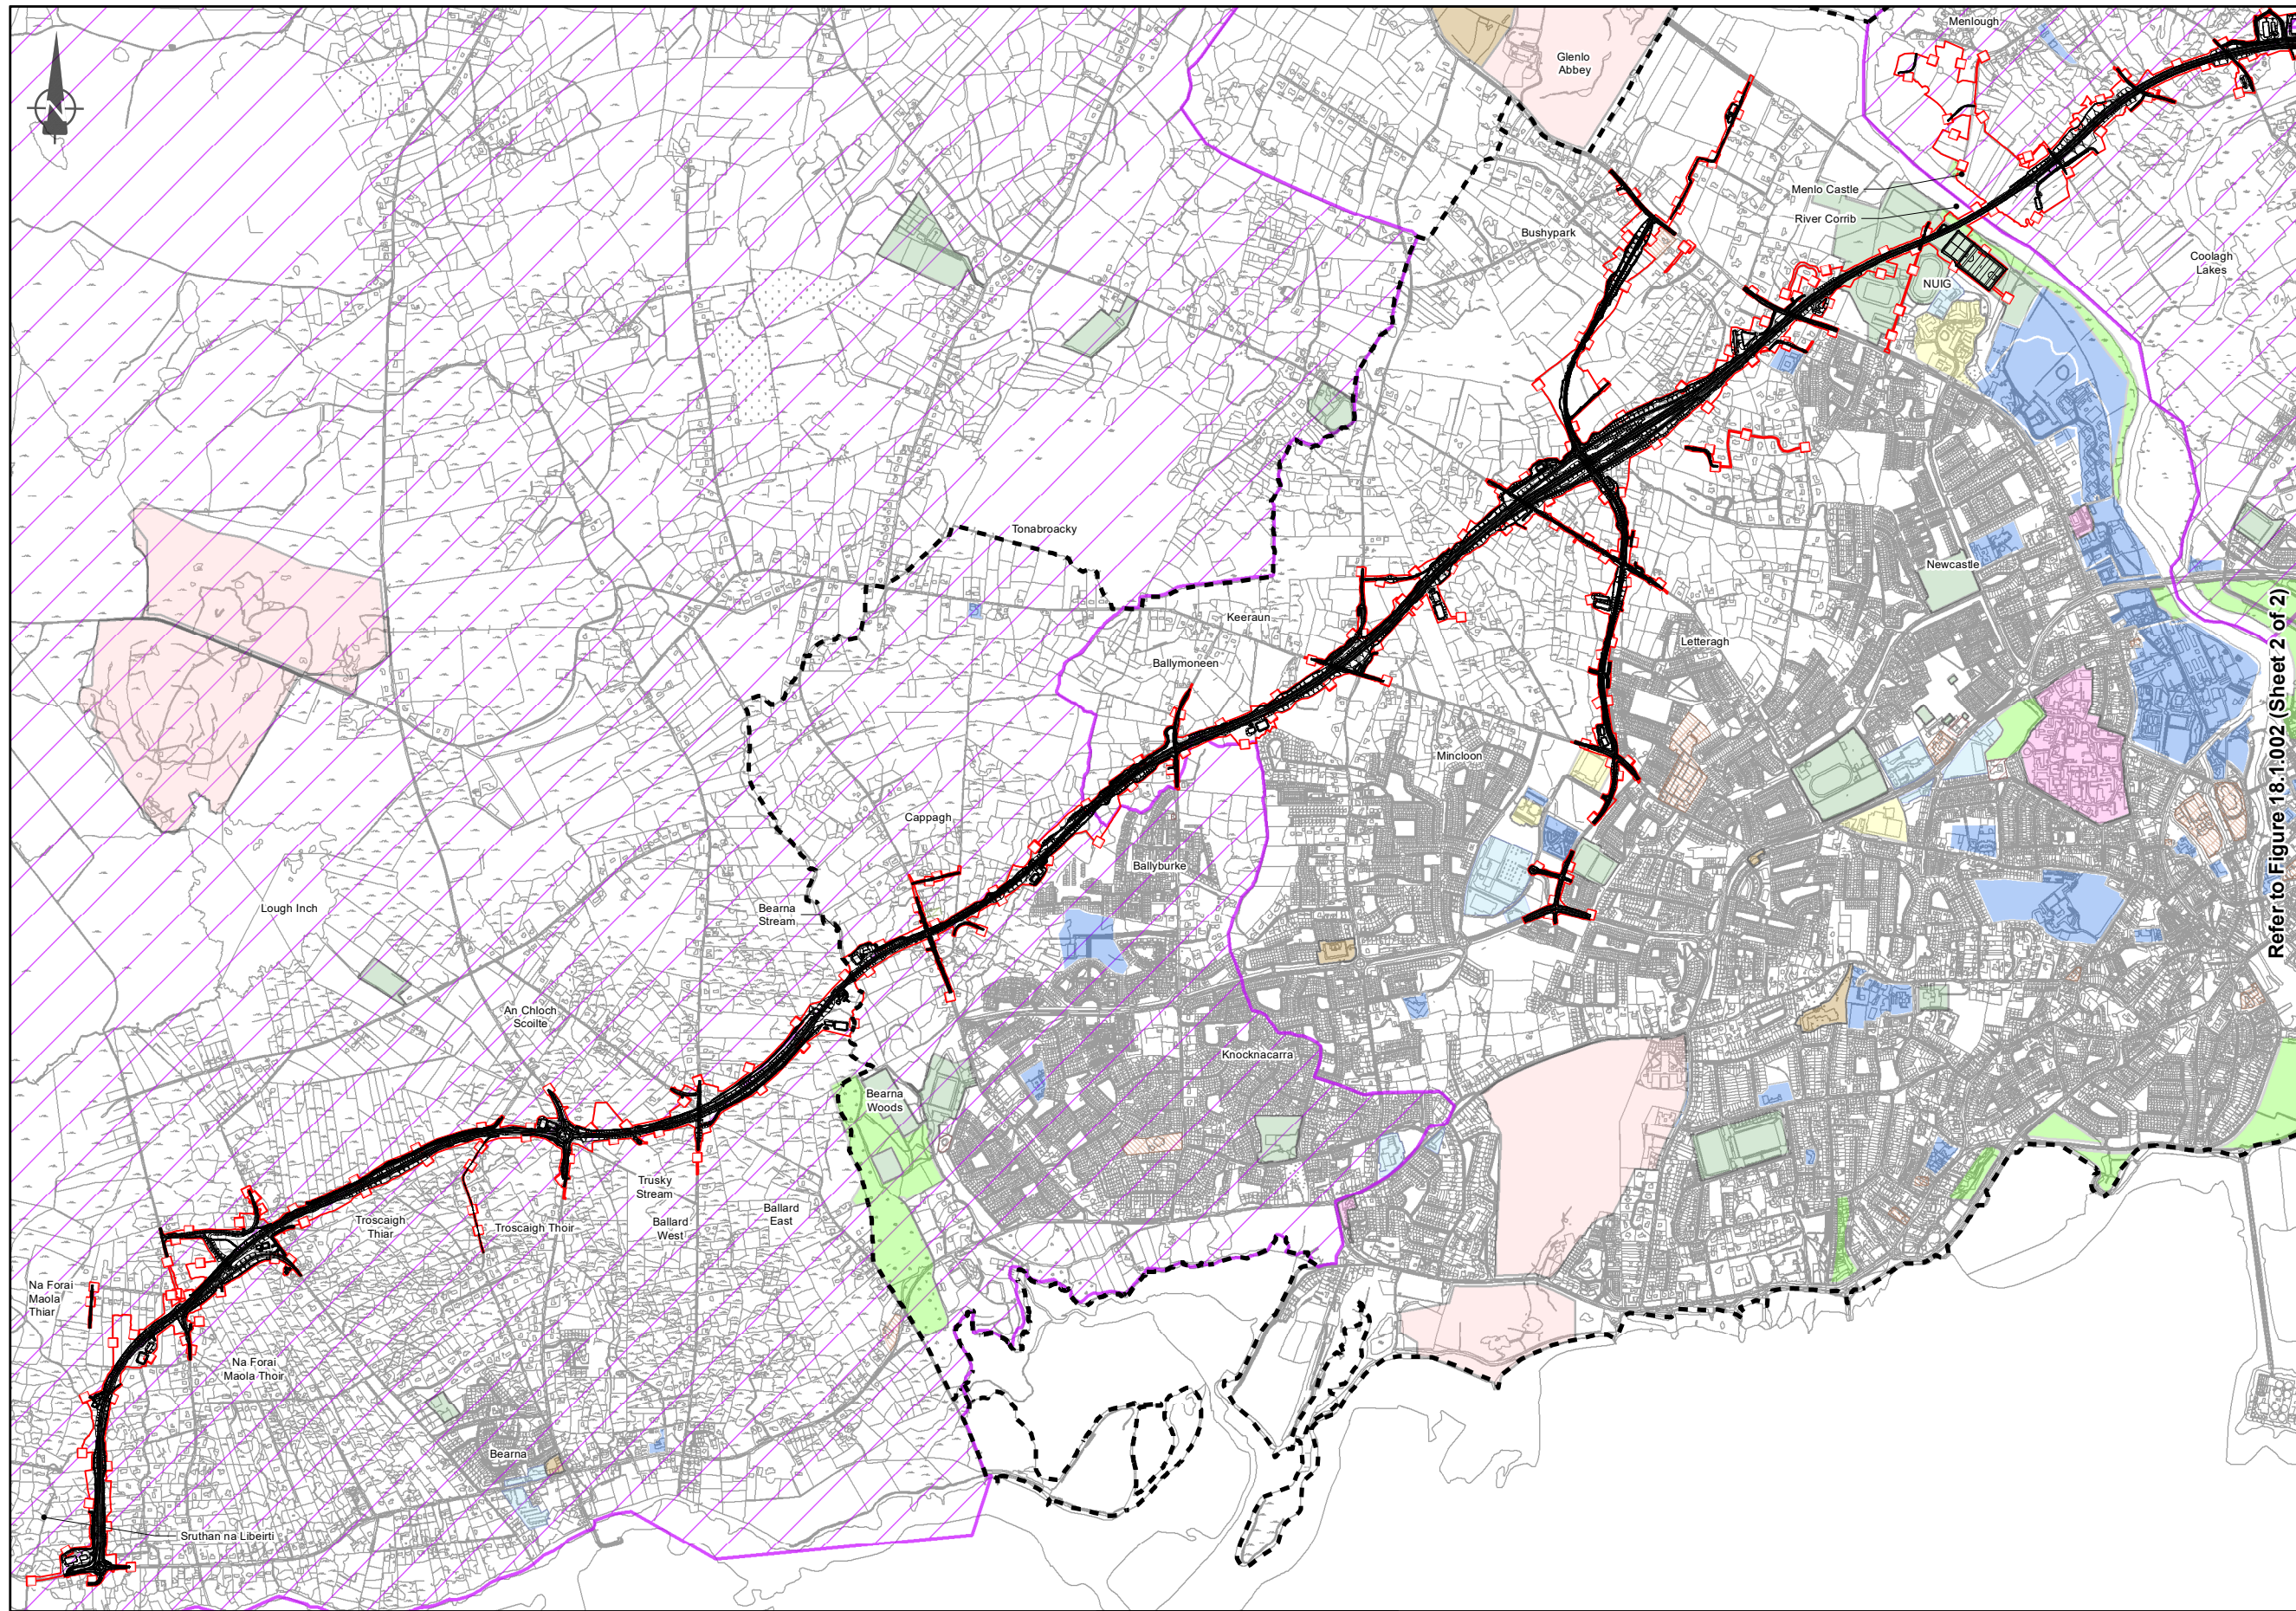 Menlough
Glenlo
Abbey
N
Menlo Castle
River Corrib
Bushypark
Coolagh
Lakes
NUIG
Tonabroacky
Newcastle
Keeraun
Letteragh
Ballymoneen
Mincloon
Cappagh
Ballyburke
Refer to Figure 18.1.002 (Sheet 2 of 2)
Lough Inch
Bearna
Stream
An Chloch
Scoilte
Knocknacarra
Bearna
Woods
Trusky
Stream
Ballard
East
Troscaigh
Thiar
Troscaigh Thoir
Ballard
West
Na Forai
Maola
Thiar
Na Forai
Maola Thoir
Bearna
Sruthan na Libeirti